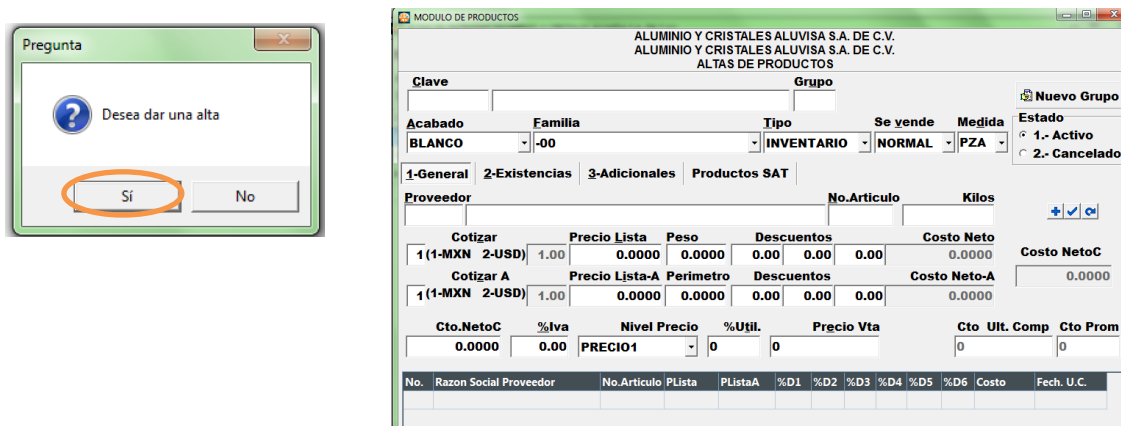 Pregunta
Desea dar una alta
Sí No
MODULO DE PRODUCTOS
ALUMINIO Y CRISTALES ALUVISA S.A. DE C.V.
ALUMINIO Y CRISTALES ALUVISA S.A. DE C.V.
ALTAS DE PRODUCTOS
Clave Grupo
Nuevo Grupo
Acabado Familia Tipo Se vende Medida Estado
BLANCO -00 INVENTARIO NORMAL PZA
1.- Activo
2.- Cancelado
1-General 2-Existencias 3-Adicionales Productos SAT
Proveedor No.Articulo Kilos
Cotizar Precio Lista Peso Descuentos Costo Neto Costo NetoC
1 (1-MXN 2-USD) 1.00 0.0000 0.0000 0.00 0.00 0.00 0.0000
Cotizar A Precio Lista-A Perimetro Descuentos Costo Neto-A 0.0000
1 (1-MXN 2-USD) 1.00 0.0000 0.0000 0.00 0.00 0.00 0.0000
Cto.NetoC %Iva Nivel Precio %Util. Precio Vta Cto Ult. Comp Cto Prom
0.0000 0.00 PRECIO1 0 0 0 0
No. Razon Social Proveedor No.Articulo PLista PListaA %D1 %D2 %D3 %D4 %D5 %D6 Costo Fech. U.C.